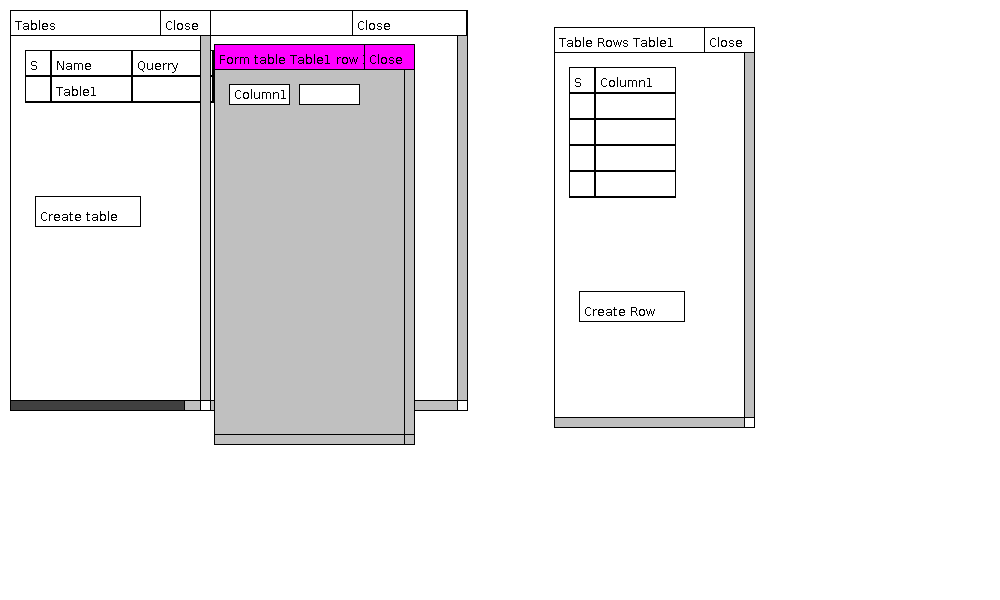 Tables Close
Close
S Name Querry
Table1
Create table
Form table Table1 row Close
Column1
Table Rows Table1 Close
S Column1
Create Row